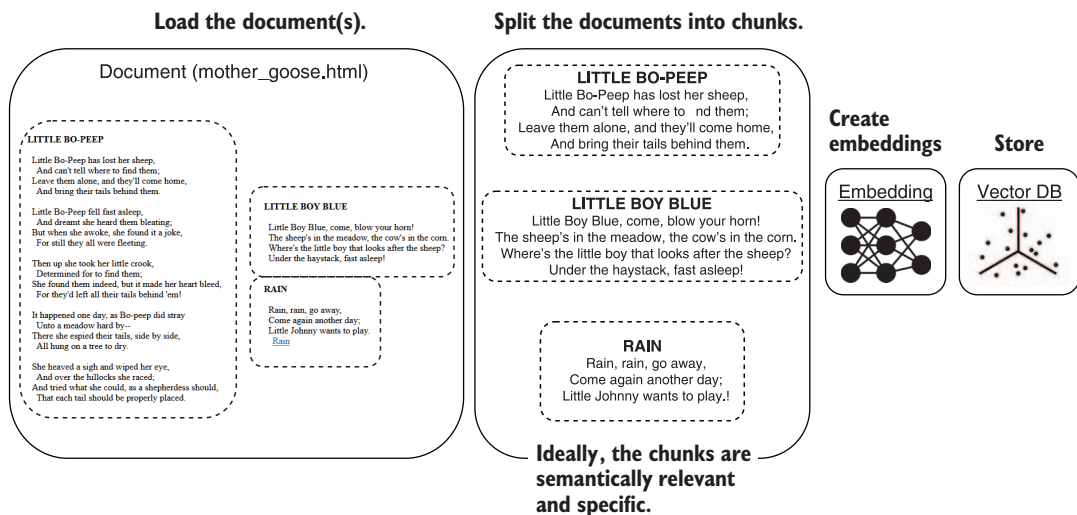 Load the document(s).
Document (mother_goose.html)
LITTLE BO-PEEP
Little Bo-Peep has lost her sheep,
And can't tell where to find them;
Leave them alone, and they'll come home,
And bring their tails behind them.
Little Bo-Peep fell fast asleep,
And dreamt she heard them bleating;
But when she awoke, she found it a joke,
For still they all were fleeting.
Then up she took her little crook,
Determined for to find them;
She found them indeed, but it made her heart bleed,
For they'd left all their tails behind 'em!
It happened one day, as Bo-peep did stray
Unto a meadow hard by--
There she espied their tails, side by side,
All hung on a tree to dry.
She heaved a sigh and wiped her eye,
And over the hillocks she raced;
And tried what she could, as a shepherdess should,
That each tail should be properly placed.
LITTLE BOY BLUE
Little Boy Blue, come, blow your horn!
The sheep's in the meadow, the cow's in the corn.
Where's the little boy that looks after the sheep?
Under the haystack, fast asleep!
RAIN
Rain, rain, go away,
Come again another day;
Little Johnny wants to play.
Rain
Split the documents into chunks.
LITTLE BO-PEEP
Little Bo-Peep has lost her sheep,
And can't tell where to nd them;
Leave them alone, and they'll come home,
And bring their tails behind them.
LITTLE BOY BLUE
Little Boy Blue, come, blow your horn!
The sheep's in the meadow, the cow's in the corn.
Where's the little boy that looks after the sheep?
Under the haystack, fast asleep!
RAIN
Rain, rain, go away,
Come again another day;
Little Johnny wants to play.!
Ideally, the chunks are
semantically relevant
and specific.
Create
embeddings
Embedding
Store
Vector DB